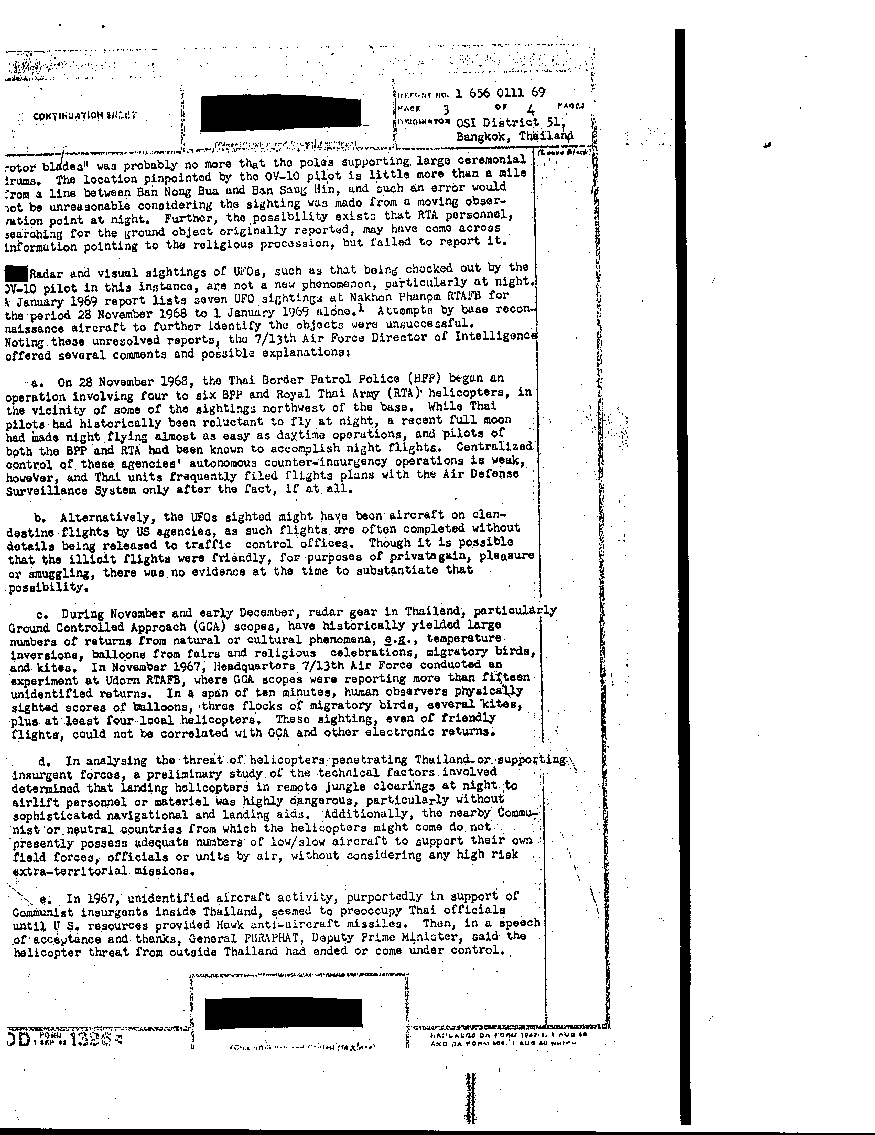 CONTINUATION SHEET
REPORT NO. 1 656 0111 69
PAGE 3 OF 4 PAGES
OSI District 51,
Bangkok, Thailand
rotor blades" was probably no more that the poles supporting large ceremonial
irums. The location pinpointed by the OV-10 pilot is little more than a mile
from a line between Ban Nong Bua and Ban Sang Hin, and such an error would
not be unreasonable considering the sighting was made from a moving obser-
vation point at night. Further, the possibility exists that RTA personnel,
searching for the ground object originally reported, may have come across
information pointing to the religious procession, but failed to report it.
Radar and visual sightings of UFOs, such as that being checked out by the
OV-10 pilot in this instance, are not a new phenomenon, particularly at night.
A January 1969 report lists seven UFO sightings at Nakhon Phanom RTAFB for
the period 28 November 1968 to 1 January 1969 alone.1 Attempts by base recon-
naissance aircraft to further identify the objects were unsuccessful.
Noting these unresolved reports, the 7/13th Air Force Director of Intelligence
offered several comments and possible explanations:
a. On 28 November 1968, the Thai Border Patrol Police (BPP) began an
operation involving four to six BPP and Royal Thai Army (RTA) helicopters, in
the vicinity of some of the sightings northwest of the base. While Thai
pilots had historically been reluctant to fly at night, a recent full moon
had made night flying almost as easy as daytime operations, and pilots of
both the BPP and RTA had been known to accomplish night flights. Centralized
control of these agencies' autonomous counter-insurgency operations is weak,
however, and Thai units frequently filed flights plans with the Air Defense
Surveillance System only after the fact, if at all.
b. Alternatively, the UFOs sighted might have been aircraft on clan-
destine flights by US agencies, as such flights are often completed without
details being released to traffic control offices. Though it is possible
that the illicit flights were friendly, for purposes of privategain, pleasure
or smuggling, there was no evidence at the time to substantiate that
possibility.
c. During November and early December, radar gear in Thailand, particularly
Ground Controlled Approach (GCA) scopes, have historically yielded large
numbers of returns from natural or cultural phenomena, e.g., temperature
inversions, balloons from fairs and religious celebrations, migratory birds,
and kites. In November 1967, Headquarters 7/13th Air Force conducted an
experiment at Udorn RTAFB, where GCA scopes were reporting more than fifteen
unidentified returns. In a span of ten minutes, human observers physically
sighted scores of balloons, three flocks of migratory birds, several kites,
plus at least four local helicopters. These sighting, even of friendly
flights, could not be correlated with GCA and other electronic returns.
d. In analysing the threat of helicopters penetrating Thailand or supporting
insurgent forces, a preliminary study of the technical factors involved
determined that landing helicopters in remote jungle clearings at night to
airlift personnel or materiel was highly dangerous, particularly without
sophisticated navigational and landing aids. Additionally, the nearby Commu-
nist or neutral countries from which the helicopters might come do not
presently possess adequate numbers of low/slow aircraft to support their own
field forces, officials or units by air, without considering any high risk
extra-territorial missions.
e. In 1967, unidentified aircraft activity, purportedly in support of
Communist insurgents inside Thailand, seemed to preoccupy Thai officials
until U S. resources provided Hawk anti-aircraft missiles. Then, in a speech
of acceptance and thanks, General PHRAPHAT, Deputy Prime Minister, said the
helicopter threat from outside Thailand had ended or come under control.
DD FORM